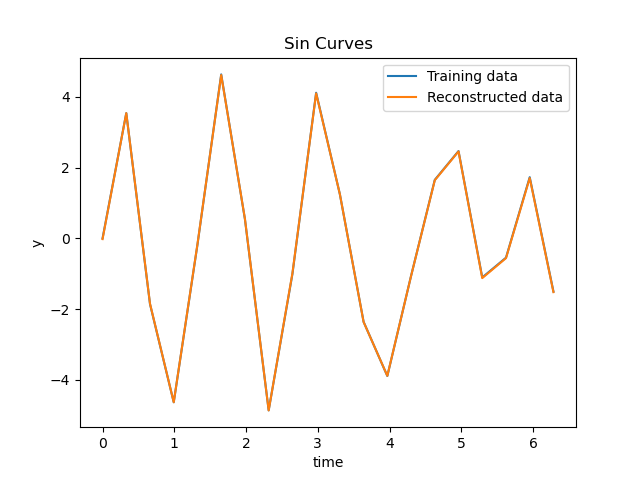 Sin Curves
Training data
Reconstructed data
4
2
0
−2
−4
y
0 1 2 3 4 5 6
time